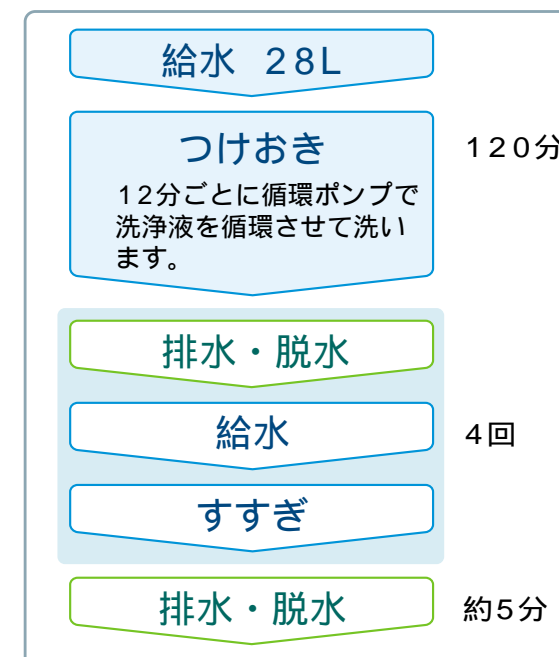 給水 28L
つけおき
120分
12分ごとに循環ポンプで
洗浄液を循環させて洗い
ます。
排水・脱水
給水
4回
すすぎ
排水・脱水
約5分